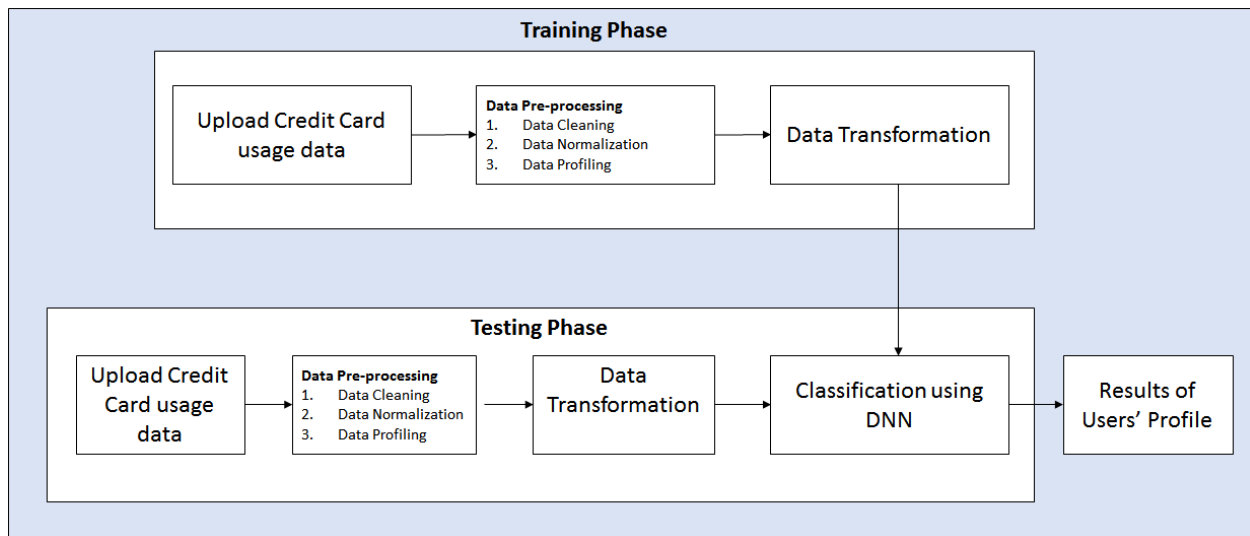 Training Phase
Upload Credit Card
usage data
Data Pre-processing
1. Data Cleaning
2. Data Normalization
3. Data Profiling
Data Transformation
Testing Phase
Upload Credit
Card usage
data
Data Pre-processing
1. Data Cleaning
2. Data Normalization
3. Data Profiling
Data
Transformation
Classification using
DNN
Results of
Users’ Profile